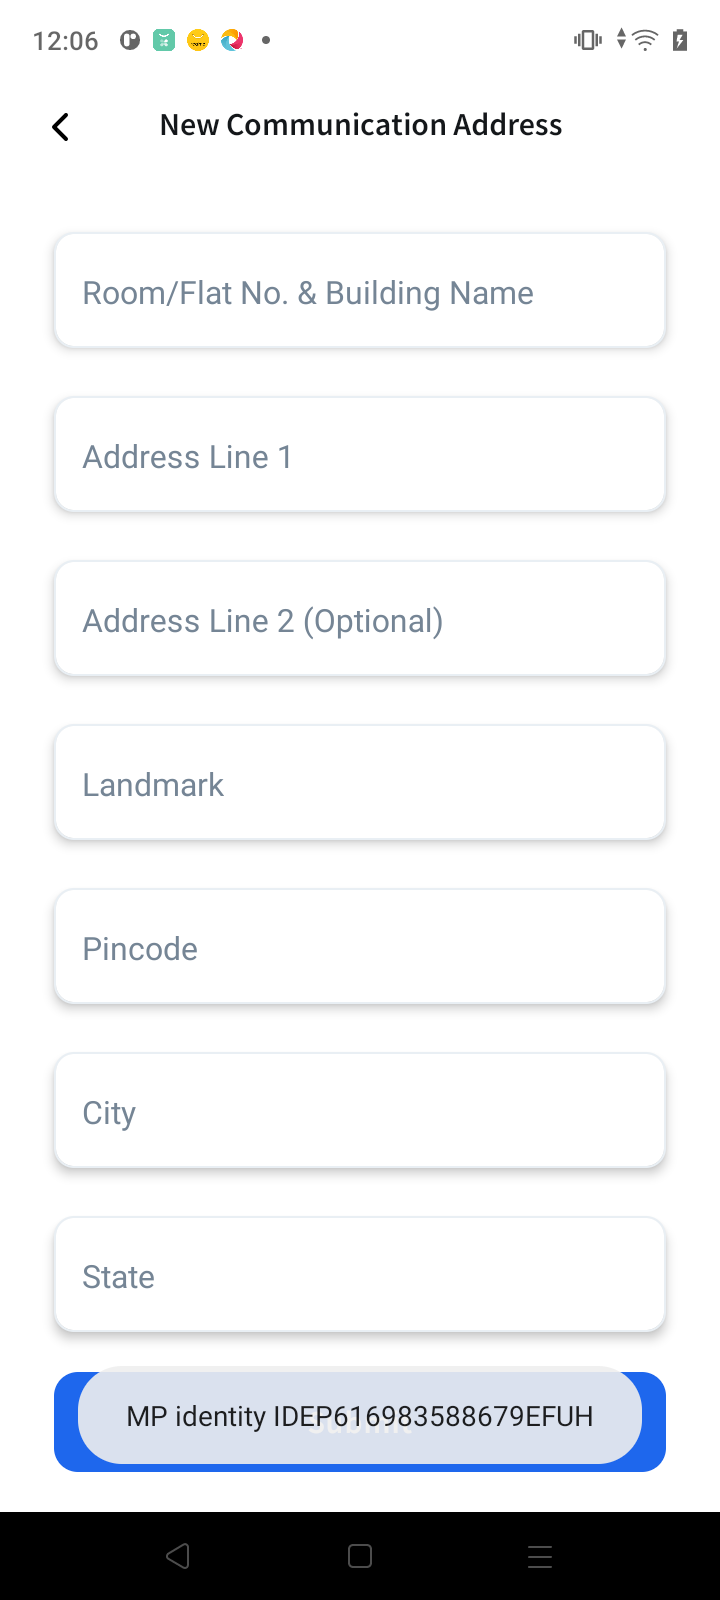 12:06
New Communication Address
Room/Flat No. & Building Name
Address Line 1
Address Line 2 (Optional)
Landmark
Pincode
City
State
Submit
MP identity IDEP616983588679EFUH